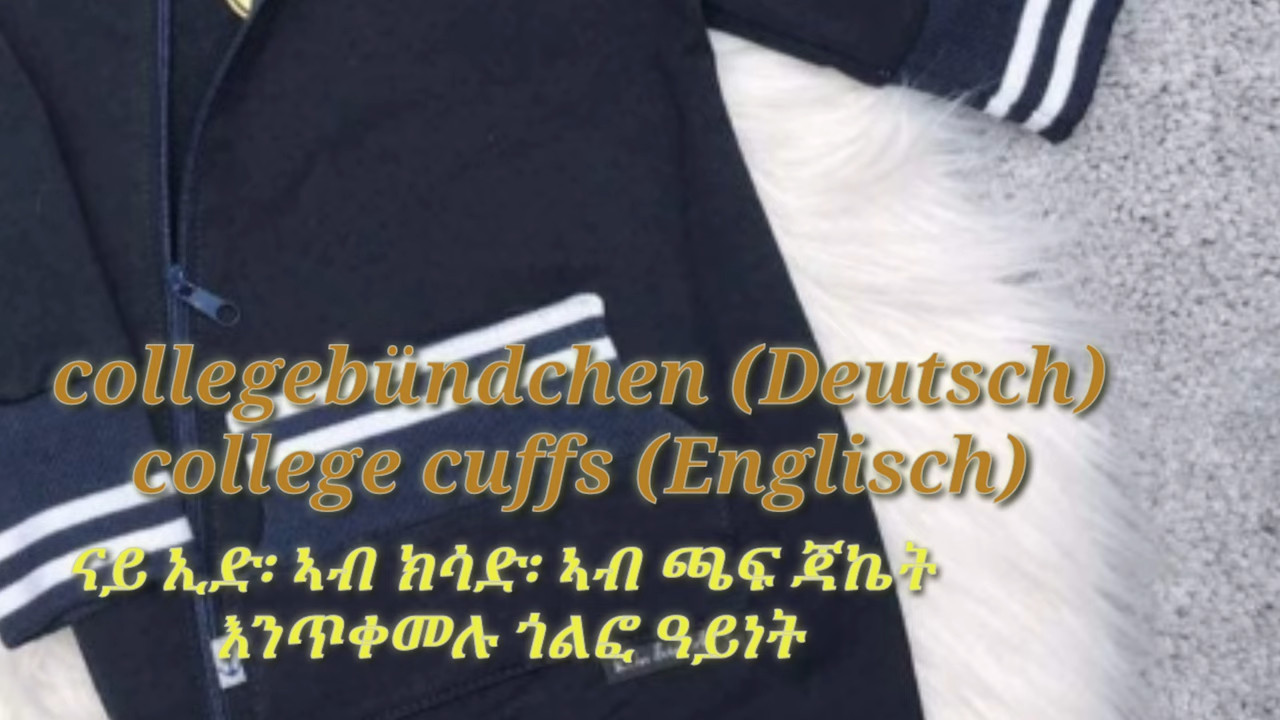 collegebündchen (Deutsch)
college cuffs (Englisch)
ናይ ኢድ፡ ኣብ ክሳድ፡ ኣብ ጫፍ ጃኬት
እንጥቀመሉ ጎልፎ ዓይነት